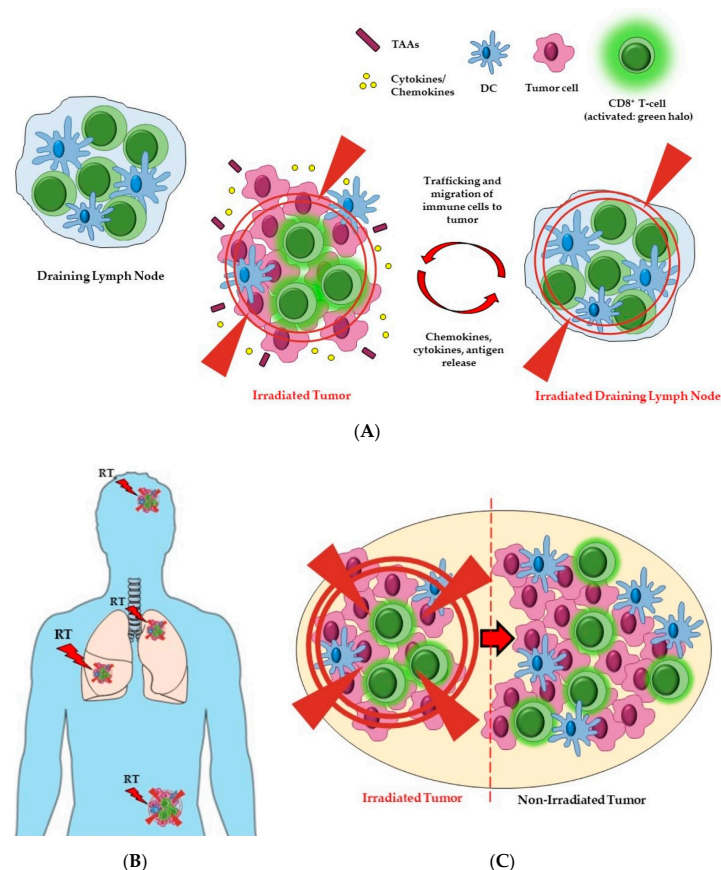 TAAs
Cytokines/
Chemokines
DC
Tumor cell
CD8+ T-cell
(activated: green halo)
Draining Lymph Node
Trafficking and
migration of
immune cells to
tumor
Chemokines,
cytokines, antigen
release
Irradiated Tumor
Irradiated Draining Lymph Node
(A)
RT
RT
RT
RT
Irradiated Tumor
Non-Irradiated Tumor
(B)
(C)